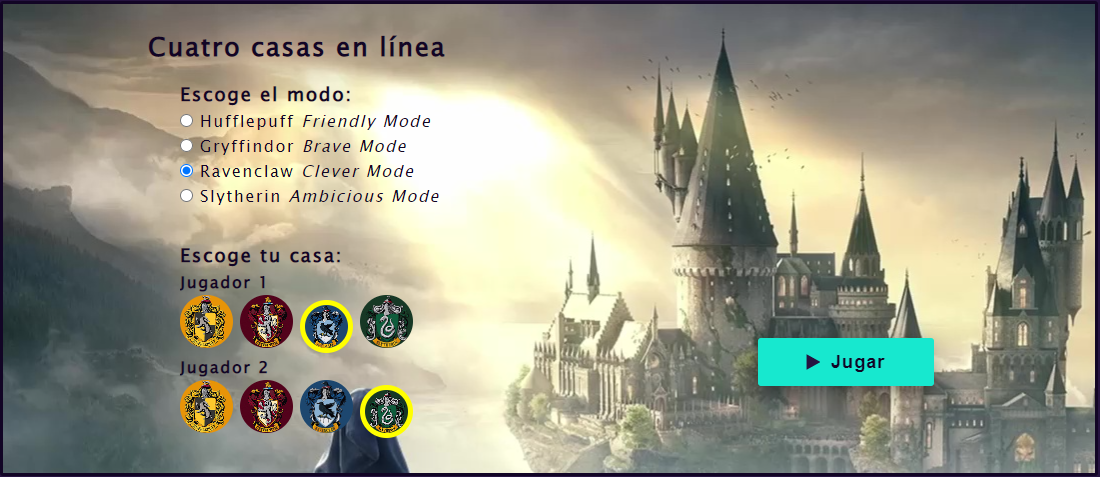 Cuatro casas en línea
Escoge el modo:
Hufflepuff Friendly Mode
Gryffindor Brave Mode
Ravenclaw Clever Mode
Slytherin Ambicious Mode
Escoge tu casa:
Jugador 1
Jugador 2
Jugar